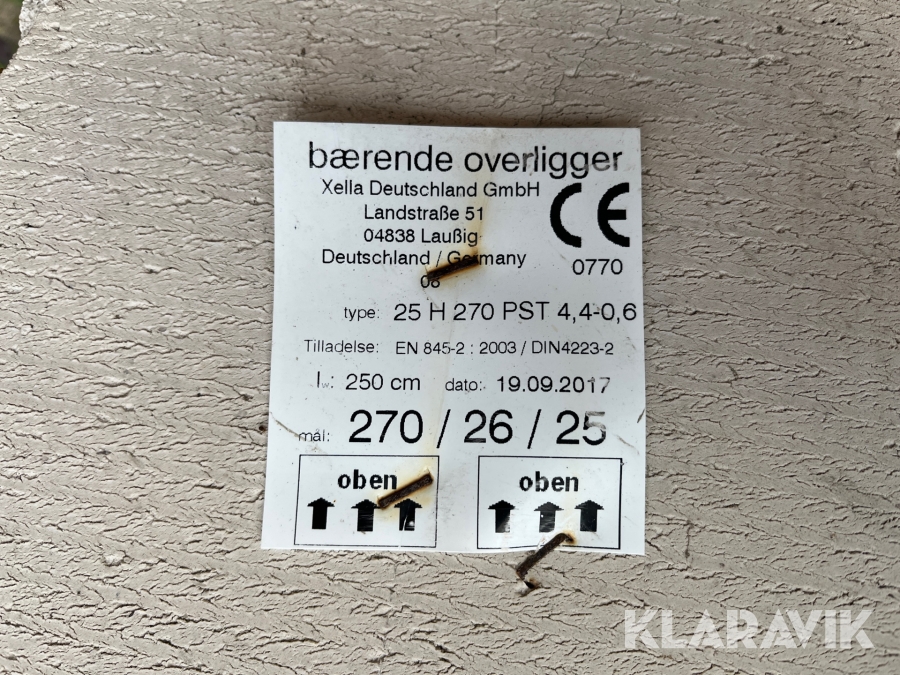 bærende overligger
Xella Deutschland GmbH
Landstraße 51
04838 Laußig
Deutschland / Germany
08
CE
0770
type: 25 H 270 PST 4,4-0,6
Tilladelse: EN 845-2 : 2003 / DIN4223-2
lw: 250 cm dato: 19.09.2017
mål: 270 / 26 / 25
oben oben
KLARAVIK